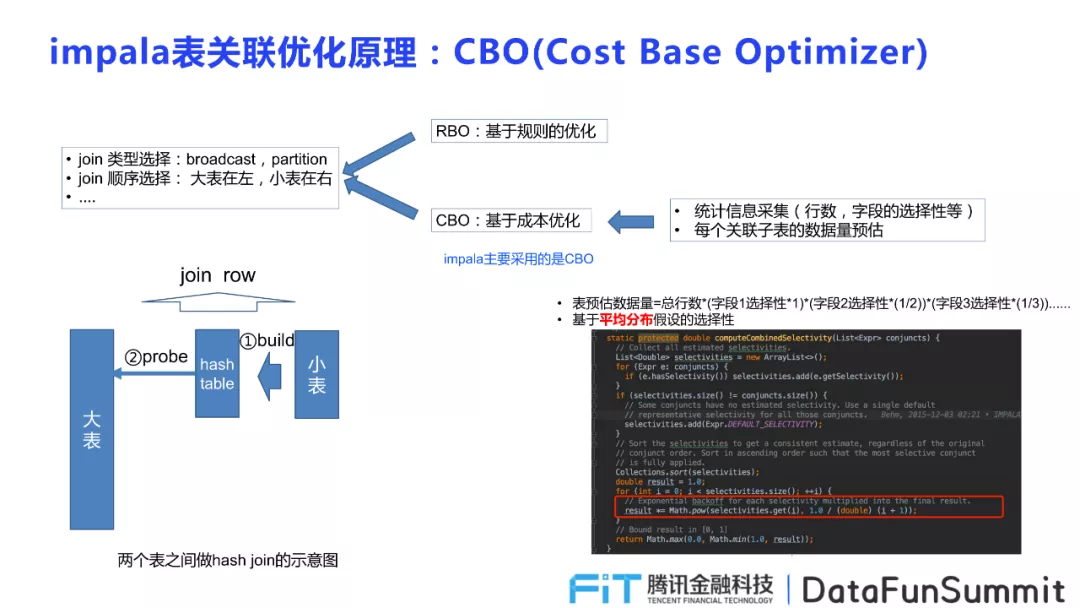 impala表关联优化原理：CBO(Cost Base Optimizer)
RBO：基于规则的优化
• join 类型选择：broadcast，partition
• join 顺序选择： 大表在左，小表在右
• ....
CBO：基于成本优化
• 统计信息采集（行数，字段的选择性等）
• 每个关联子表的数据量预估
impala主要采用的是CBO
join row
①build
②probe
hash
table
小
表
大
表
两个表之间做hash join的示意图
• 表预估数据量=总行数*(字段1选择性*1)*(字段2选择性*(1/2))*(字段3选择性*(1/3))......
• 基于平均分布假设的选择性
static protected double computeCombinedSelectivity(List<Expr> conjuncts) {
// Collect all estimated selectivities.
List<Double> selectivities = new ArrayList<>();
for (Expr e: conjuncts) {
if (e.hasSelectivity()) selectivities.add(e.getSelectivity());
}
if (selectivities.size() != conjuncts.size()) {
// Some conjuncts have no estimated selectivity. Use a single default
// representative selectivity for all those conjuncts. Behm, 2015-12-03 02:21 • IMPALA
selectivities.add(Expr.DEFAULT_SELECTIVITY);
}
// Sort the selectivities to get a consistent estimate, regardless of the original
// conjunct order. Sort in ascending order such that the most selective conjunct
// is fully applied.
Collections.sort(selectivities);
double result = 1.0;
for (int i = 0; i < selectivities.size(); ++i) {
// Exponential backoff for each selectivity multiplied into the final result.
result *= Math.pow(selectivities.get(i), 1.0 / (double) (i + 1));
}
// Bound result in [0, 1]
return Math.max(0.0, Math.min(1.0, result));
}
FiT 腾讯金融科技
TENCENT FINANCIAL TECHNOLOGY
DataFunSummit